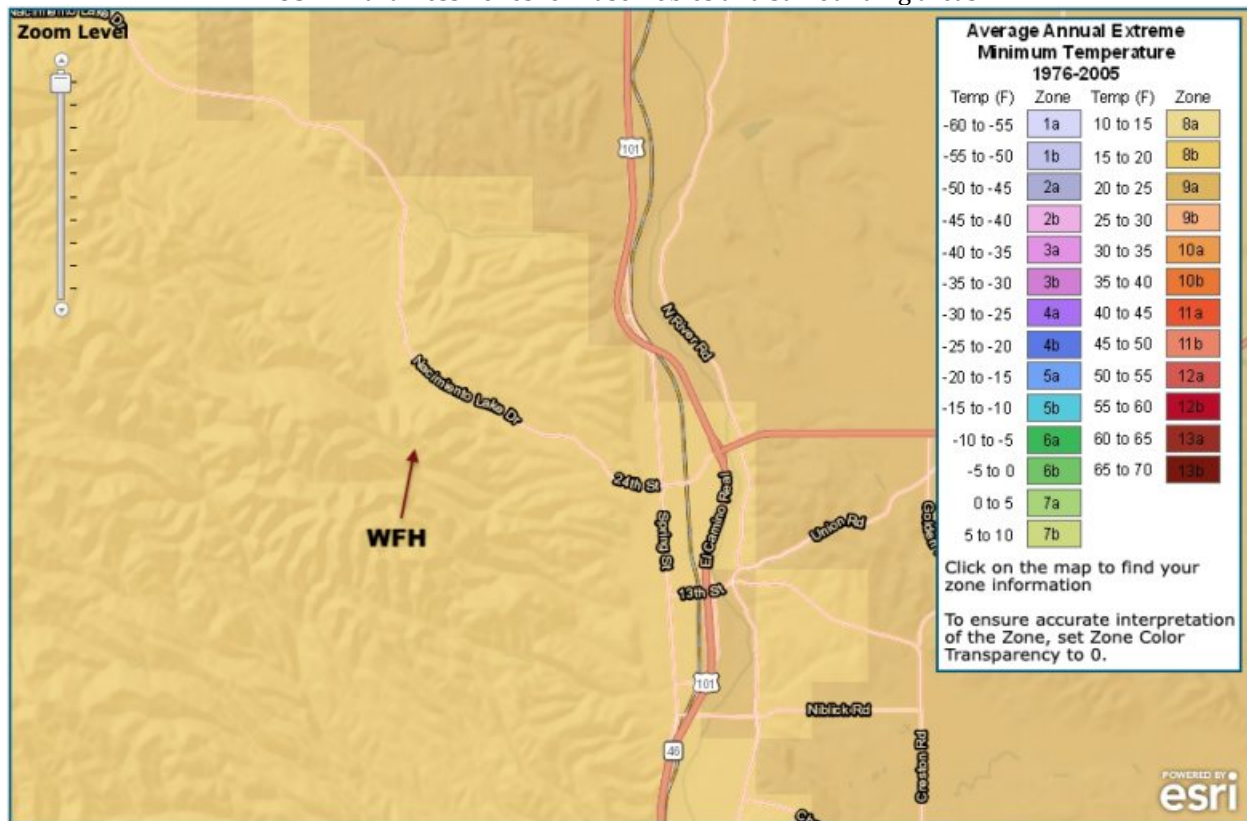 Nacimiento Lake Dr
Zoom Level
101
N River Rd
Nacimiento Lake Dr
24th St
WFH
Spring St
El Camino Real
Union Rd
13th St
101
Niblick Rd
46
Creston Rd
Average Annual Extreme
Minimum Temperature
1976-2005
Temp (F) Zone Temp (F) Zone
-60 to -55 1a 10 to 15 8a
-55 to -50 1b 15 to 20 8b
-50 to -45 2a 20 to 25 9a
-45 to -40 2b 25 to 30 9b
-40 to -35 3a 30 to 35 10a
-35 to -30 3b 35 to 40 10b
-30 to -25 4a 40 to 45 11a
-25 to -20 4b 45 to 50 11b
-20 to -15 5a 50 to 55 12a
-15 to -10 5b 55 to 60 12b
-10 to -5 6a 60 to 65 13a
-5 to 0 6b 65 to 70 13b
0 to 5 7a
5 to 10 7b
Click on the map to find your
zone information
To ensure accurate interpretation
of the Zone, set Zone Color
Transparency to 0.
POWERED BY
esri